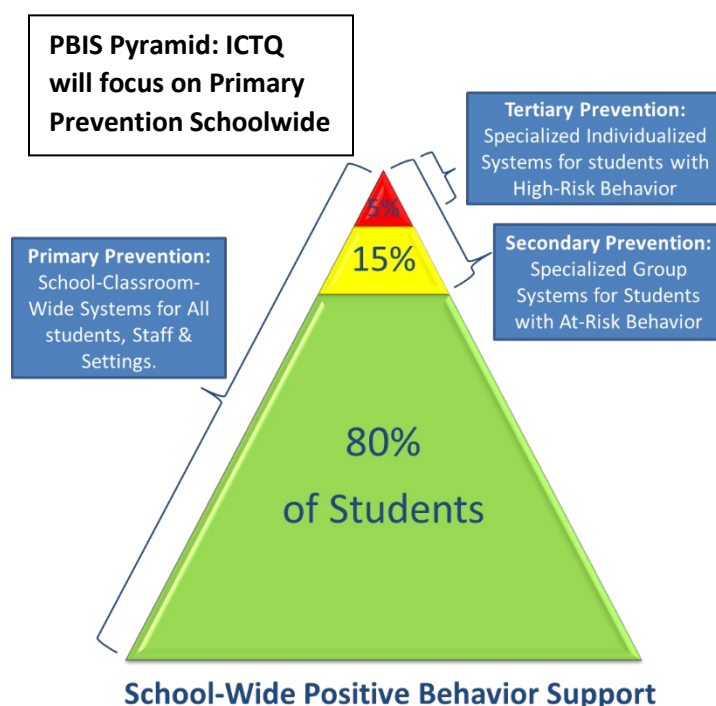 PBIS Pyramid: ICTQ
will focus on Primary
Prevention Schoolwide
Tertiary Prevention:
Specialized Individualized
Systems for students with
High-Risk Behavior
5%
Primary Prevention:
School-Classroom-
Wide Systems for All
students, Staff &
Settings.
15%
Secondary Prevention:
Specialized Group
Systems for Students
with At-Risk Behavior
80%
of Students
School-Wide Positive Behavior Support